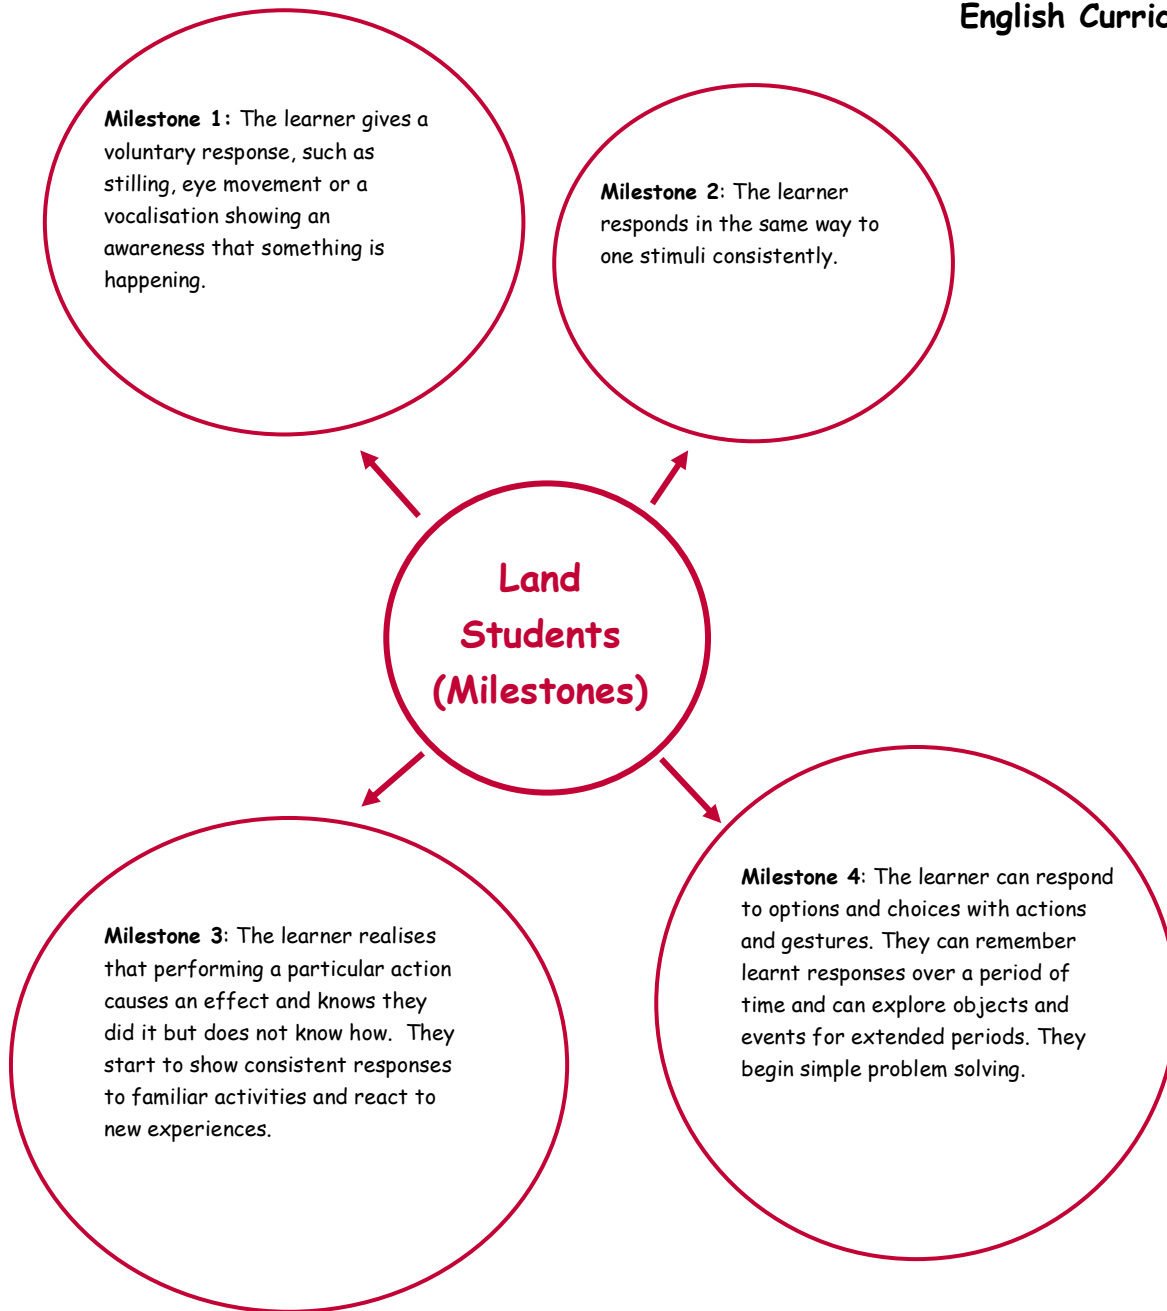 English Curric
Milestone 1: The learner gives a
voluntary response, such as
stilling, eye movement or a
vocalisation showing an
awareness that something is
happening.
Milestone 2: The learner
responds in the same way to
one stimuli consistently.
Land
Students
(Milestones)
Milestone 3: The learner realises
that performing a particular action
causes an effect and knows they
did it but does not know how. They
start to show consistent responses
to familiar activities and react to
new experiences.
Milestone 4: The learner can respond
to options and choices with actions
and gestures. They can remember
learnt responses over a period of
time and can explore objects and
events for extended periods. They
begin simple problem solving.